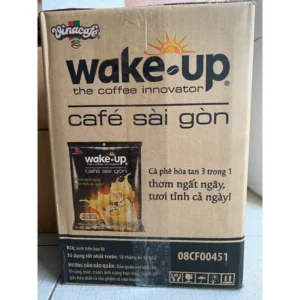 Vinacafé
wake-up®
the coffee innovator
café sài gòn
wake-up
café sài gòn
Cà phê hòa tan 3 trong 1
thơm ngất ngây,
tươi tỉnh cả ngày!
08CF00451